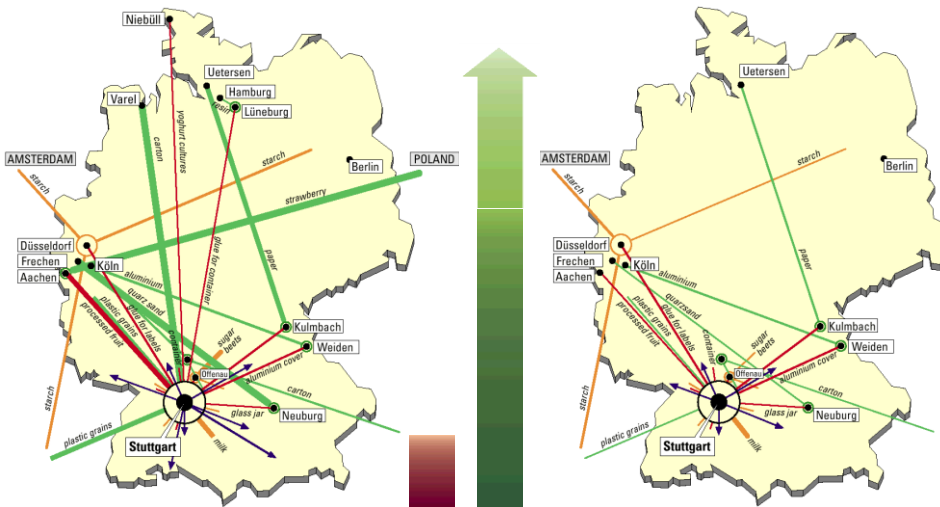 Niebüll
Uetersen
Hamburg
resin
Lüneburg
Varel
carton
yoghurt cultures
AMSTERDAM
starch
starch
Berlin
POLAND
strawberry
glue for container
paper
Düsseldorf
Frechen
Köln
Aachen
aluminium
quarz sand
plastic grains
glue for labels
processed fruit
container
sugar
beets
Kulmbach
Weiden
aluminium cover
Offenau
carton
Neuburg
glass jar
starch
plastic grains
Stuttgart
milk
Uetersen
AMSTERDAM
starch
starch
Berlin
paper
Düsseldorf
Frechen
Köln
Aachen
aluminium
quarzsand
plastic grains
glue for labels
processed fruit
container
sugar
beets
Kulmbach
Weiden
aluminium cover
Offenau
carton
Neuburg
glass jar
starch
plastic grains
Stuttgart
milk